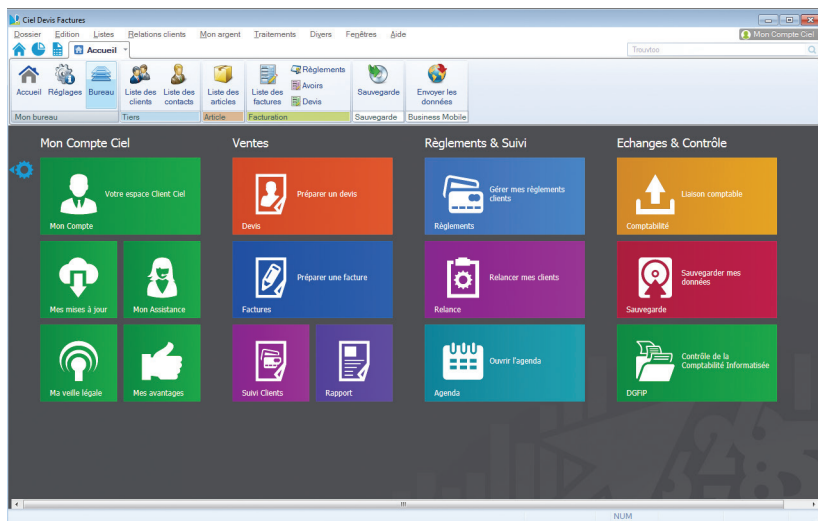 Ciel Devis Factures
Dossier Edition Listes Relations clients Mon argent Traitements Divers Fenêtres Aide
Mon Compte Ciel
Accueil
Trouvtoo
Accueil Réglages Bureau
Liste des clients
Liste des contacts
Liste des articles
Liste des factures
Règlements
Avoirs
Devis
Sauvegarde
Envoyer les données
Mon bureau Tiers Article Facturation Sauvegarde Business Mobile
Mon Compte Ciel
Votre espace Client Ciel
Mon Compte
Mes mises à jour
Mon Assistance
Ma veille légale
Mes avantages
Ventes
Préparer un devis
Devis
Préparer une facture
Factures
Suivi Clients
Rapport
Règlements & Suivi
Gérer mes règlements
clients
Règlements
Relancer mes clients
Relance
Ouvrir l'agenda
Agenda
Echanges & Contrôle
Liaison comptable
Comptabilité
Sauvegarder mes
données
Sauvegarde
Contrôle de la
Comptabilité Informatisée
DGFiP
NUM